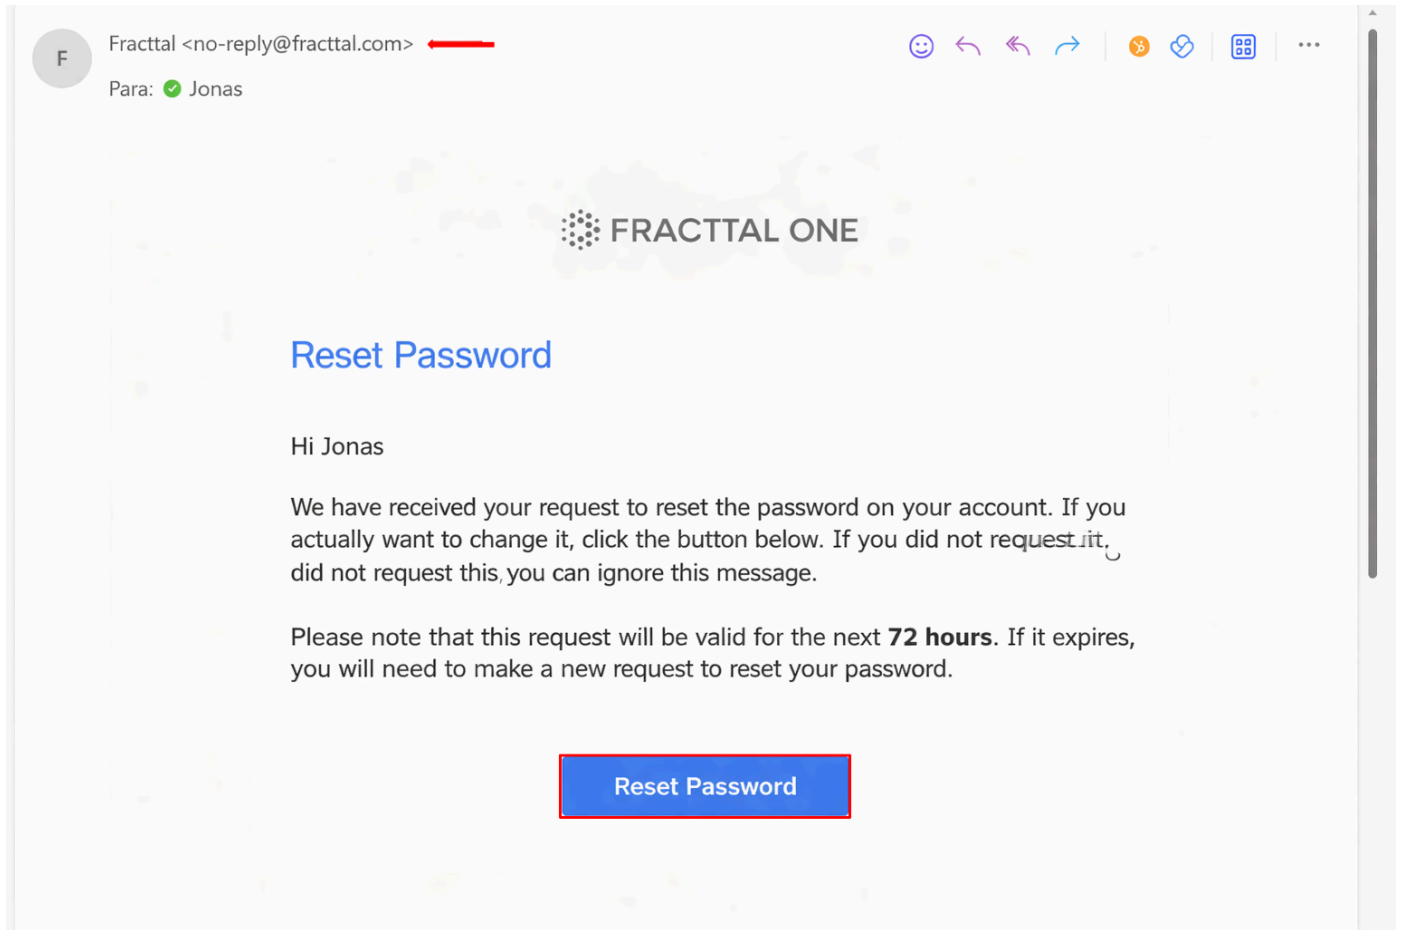 Fracttal <no-reply@fracttal.com>
F
Para: Jonas
FRACTTAL ONE
Reset Password
Hi Jonas
We have received your request to reset the password on your account. If you
actually want to change it, click the button below. If you did not request it,
did not request this, you can ignore this message.
Please note that this request will be valid for the next 72 hours. If it expires,
you will need to make a new request to reset your password.
Reset Password